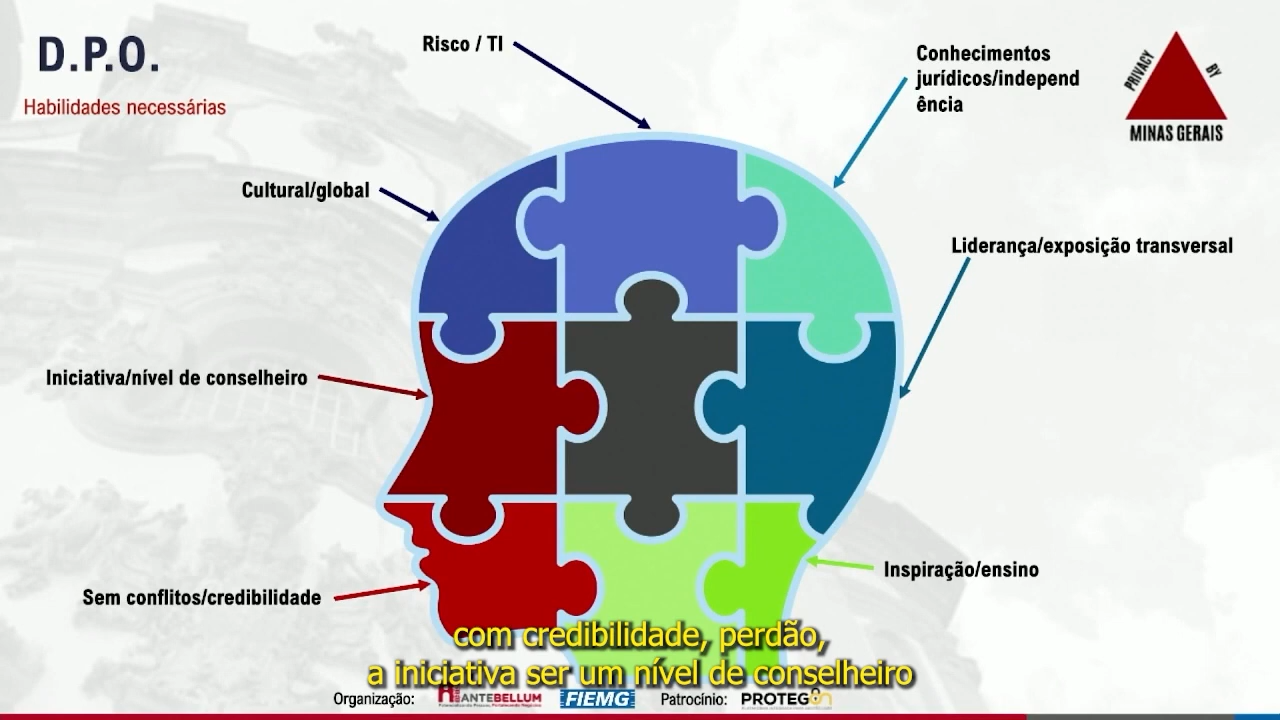 D.P.O.
Habilidades necessárias
Risco / TI
Conhecimentos
jurídicos/independ
ência
PRIVACY
BY
MINAS GERAIS
Cultural/global
Liderança/exposição transversal
Iniciativa/nível de conselheiro
Inspiração/ensino
Sem conflitos/credibilidade
com credibilidade, perdão,
a iniciativa ser um nível de conselheiro
Organização:
ANTEBELLUM
FIEMG
Patrocínio:
PROTEGON